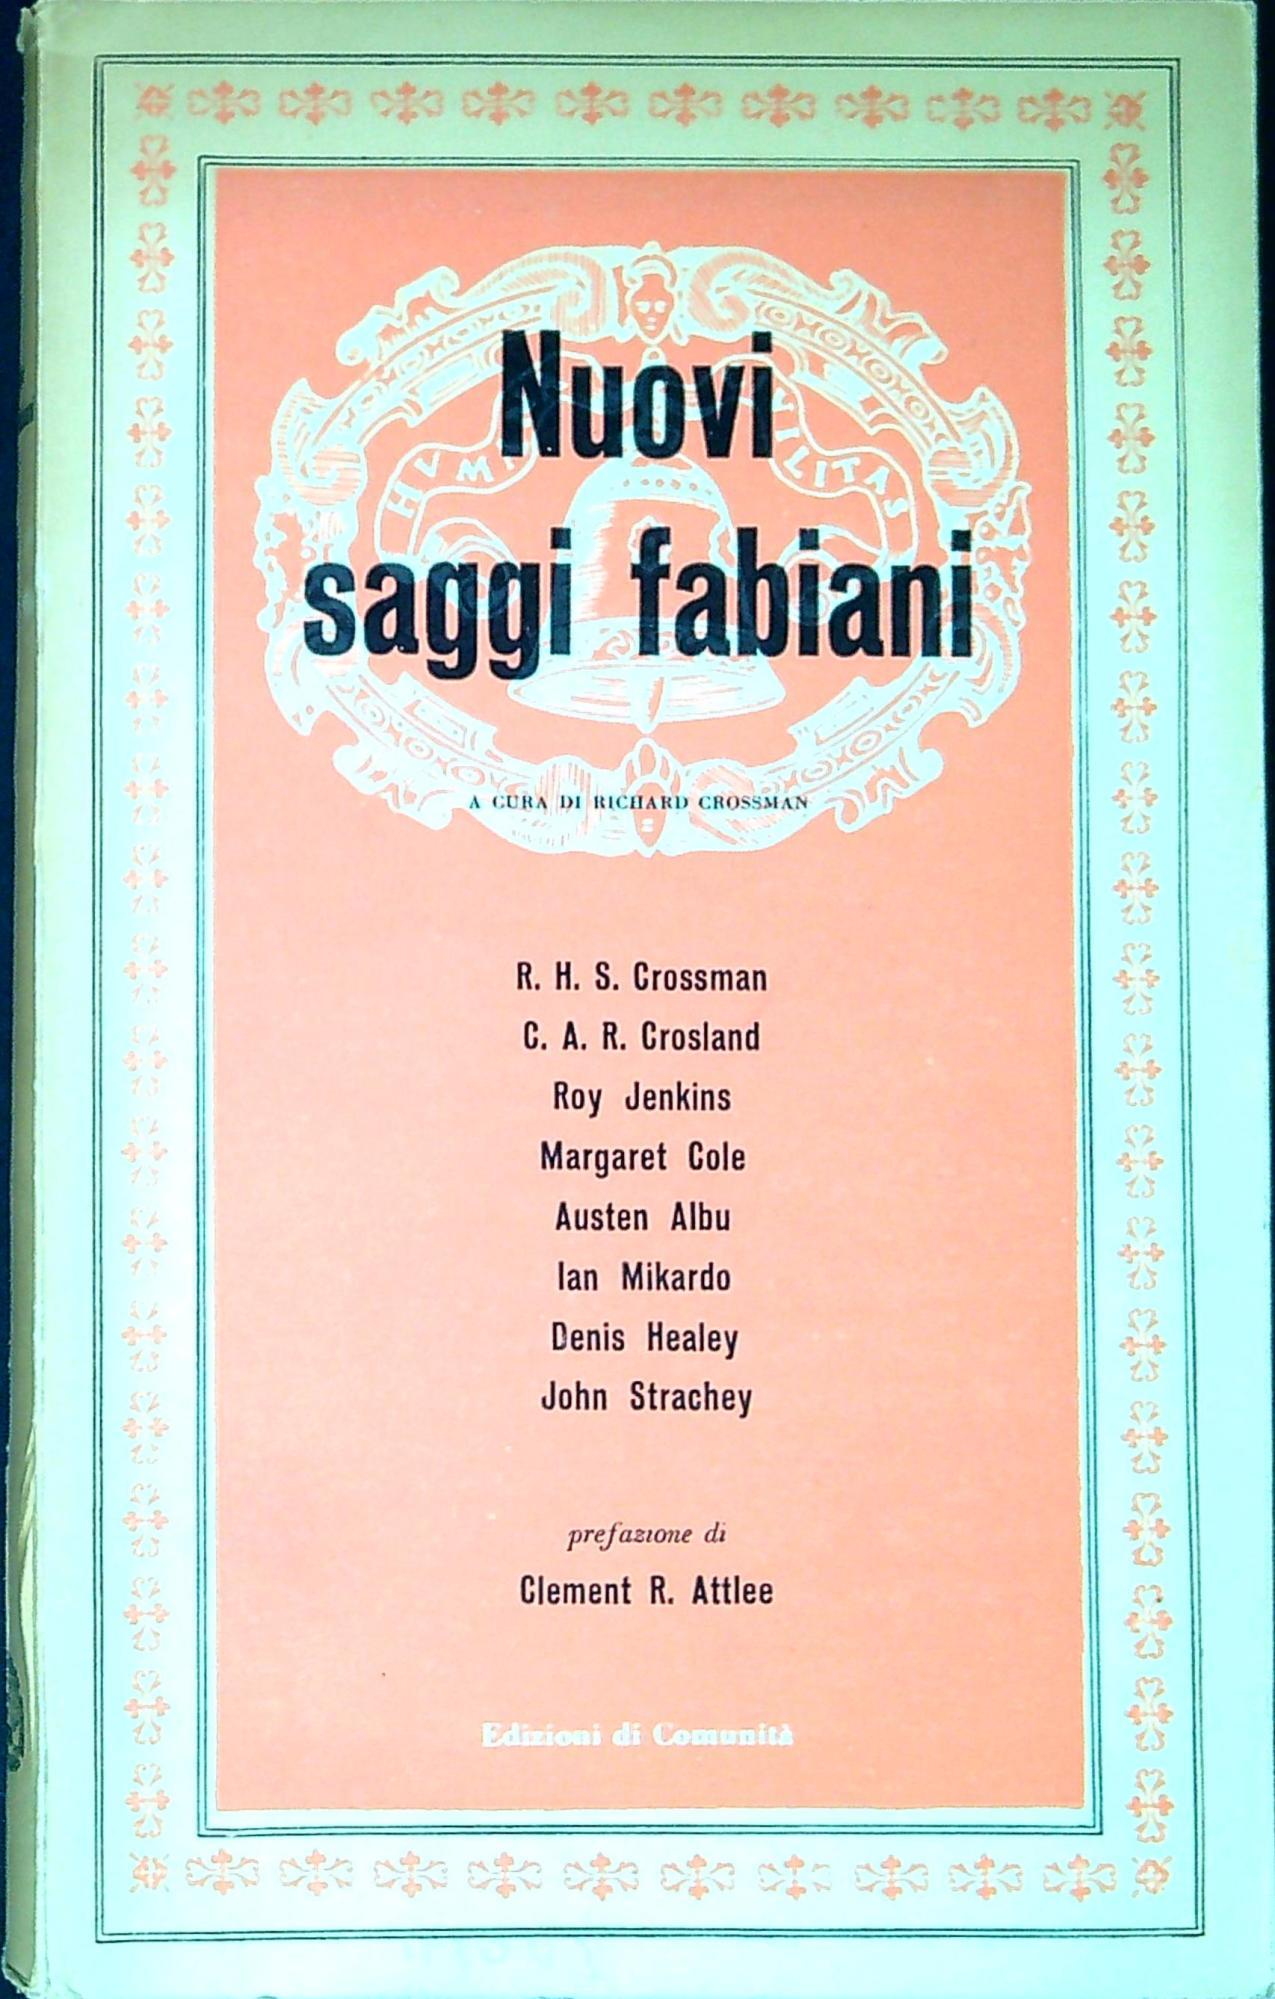 Nuovi
saggi fabiani
A CURA DI RICHARD CROSSMAN
R. H. S. Crossman
C. A. R. Crosland
Roy Jenkins
Margaret Cole
Austen Albu
Ian Mikardo
Denis Healey
John Strachey
prefazione di
Clement R. Attlee
Edizioni di Comunità